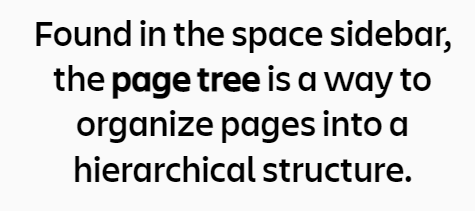 Found in the space sidebar,
the page tree is a way to
organize pages into a
hierarchical structure.